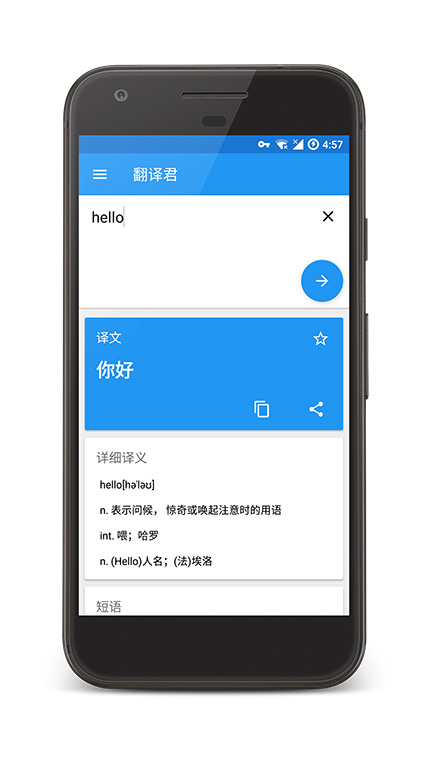 4:57
翻译君
hello
译文
你好
详细译义
hello[həˈləʊ]
n. 表示问候， 惊奇或唤起注意时的用语
int. 喂；哈罗
n. (Hello)人名；(法)埃洛
短语